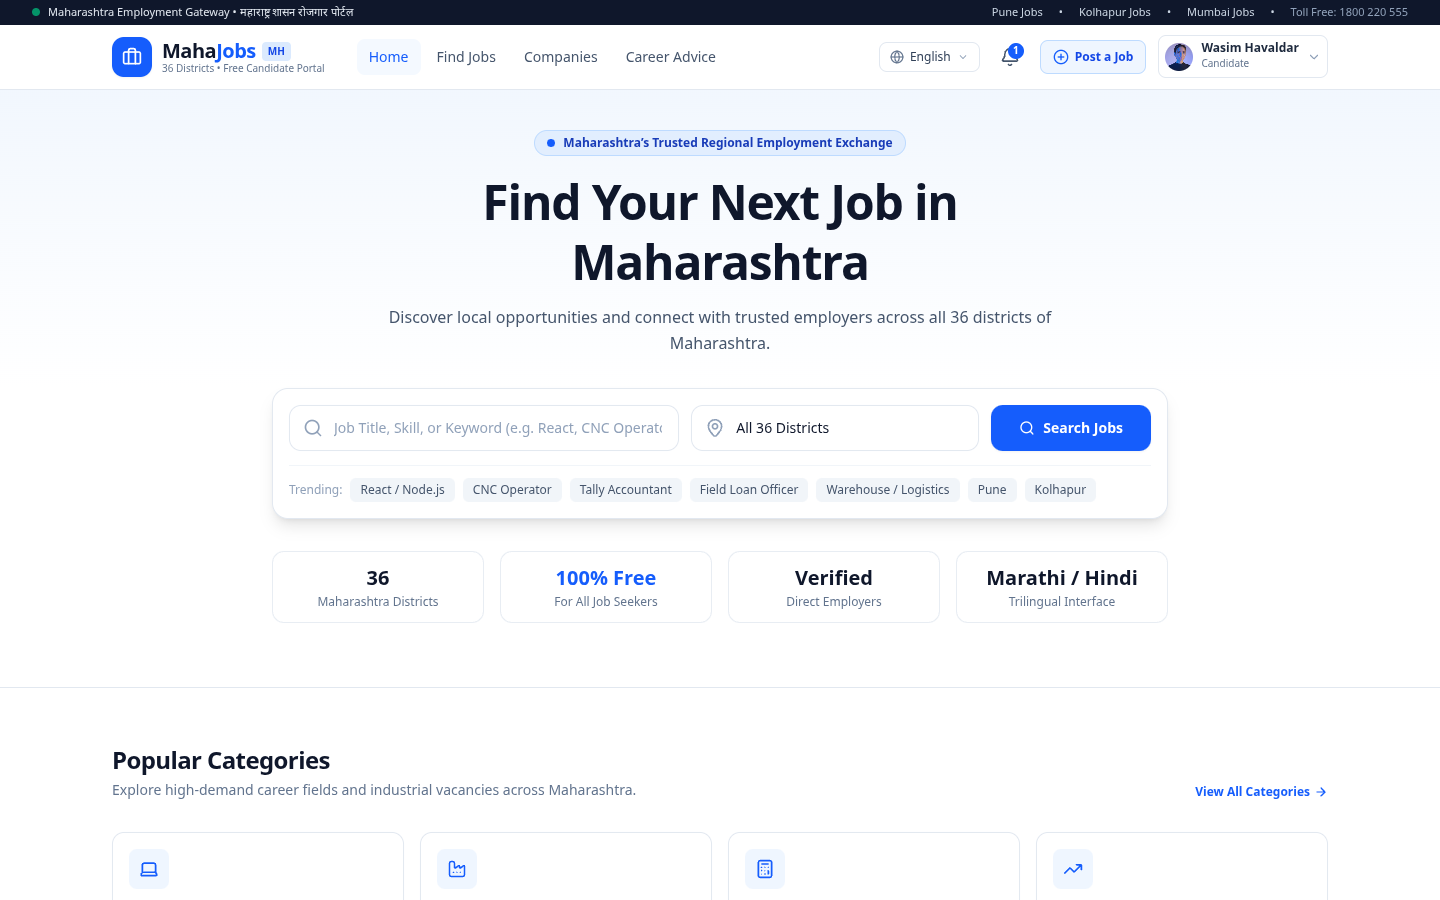 Maharashtra Employment Gateway • महाराष्ट्र शासन रोजगार पोर्टल
Pune Jobs • Kolhapur Jobs • Mumbai Jobs • Toll Free: 1800 220 555
MahaJobs MH
36 Districts • Free Candidate Portal
Home Find Jobs Companies Career Advice
English
1
Post a Job
Wasim Havaldar
Candidate
Maharashtra's Trusted Regional Employment Exchange
Find Your Next Job in
Maharashtra
Discover local opportunities and connect with trusted employers across all 36 districts of
Maharashtra.
Job Title, Skill, or Keyword (e.g. React, CNC Operato
All 36 Districts
Search Jobs
Trending: React / Node.js CNC Operator Tally Accountant Field Loan Officer Warehouse / Logistics Pune Kolhapur
36
Maharashtra Districts
100% Free
For All Job Seekers
Verified
Direct Employers
Marathi / Hindi
Trilingual Interface
Popular Categories
Explore high-demand career fields and industrial vacancies across Maharashtra.
View All Categories